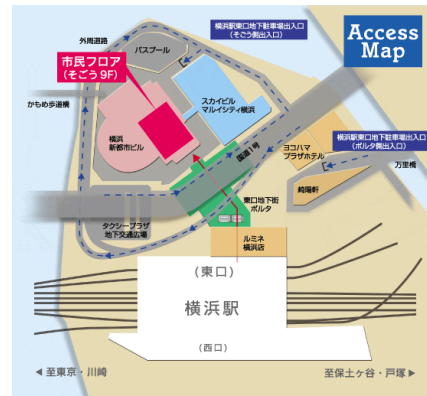 外周道路
横浜駅東口地下駐車場出入口
(そごう側出入口)
Access
Map
バスプール
市民フロア
(そごう 9F)
スカイビル
マルイシティ横浜
かもめ歩道橋
横浜
新都市ビル
国道1号
ヨコハマ
プラザホテル
横浜駅東口地下駐車場出入口
(ポルタ側出入口)
万里橋
崎陽軒
東口地下街
ポルタ
タクシープラザ
地下交通広場
ルミネ
横浜店
(東口)
横浜駅
(西口)
◀ 至東京・川崎
至保土ヶ谷・戸塚 ▶